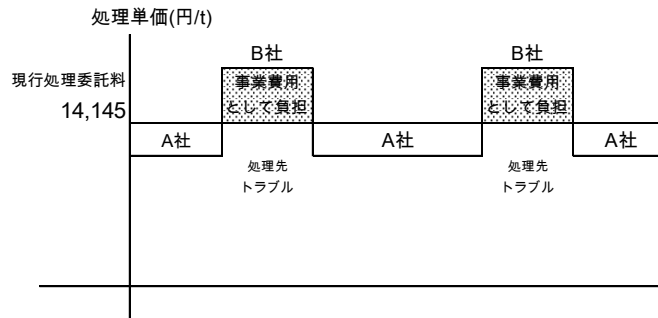 処理単価(円/t)
B社
B社
現行処理委託料
事業費用
事業費用
14,145
として負担
として負担
A社
A社
A社
処理先
処理先
トラブル
トラブル